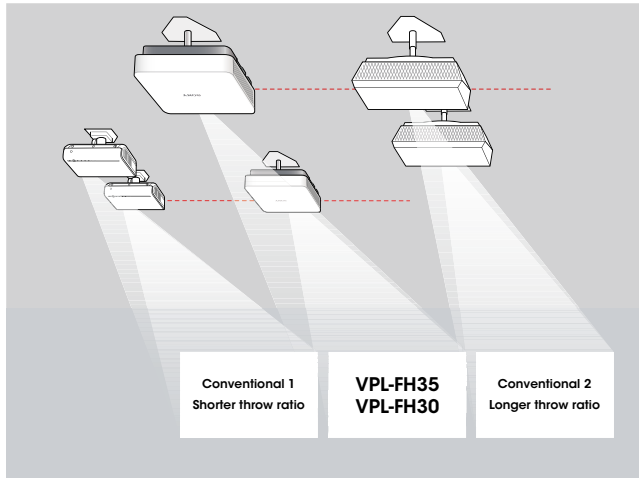 Conventional 1
Shorter throw ratio
VPL-FH35
VPL-FH30
Conventional 2
Longer throw ratio